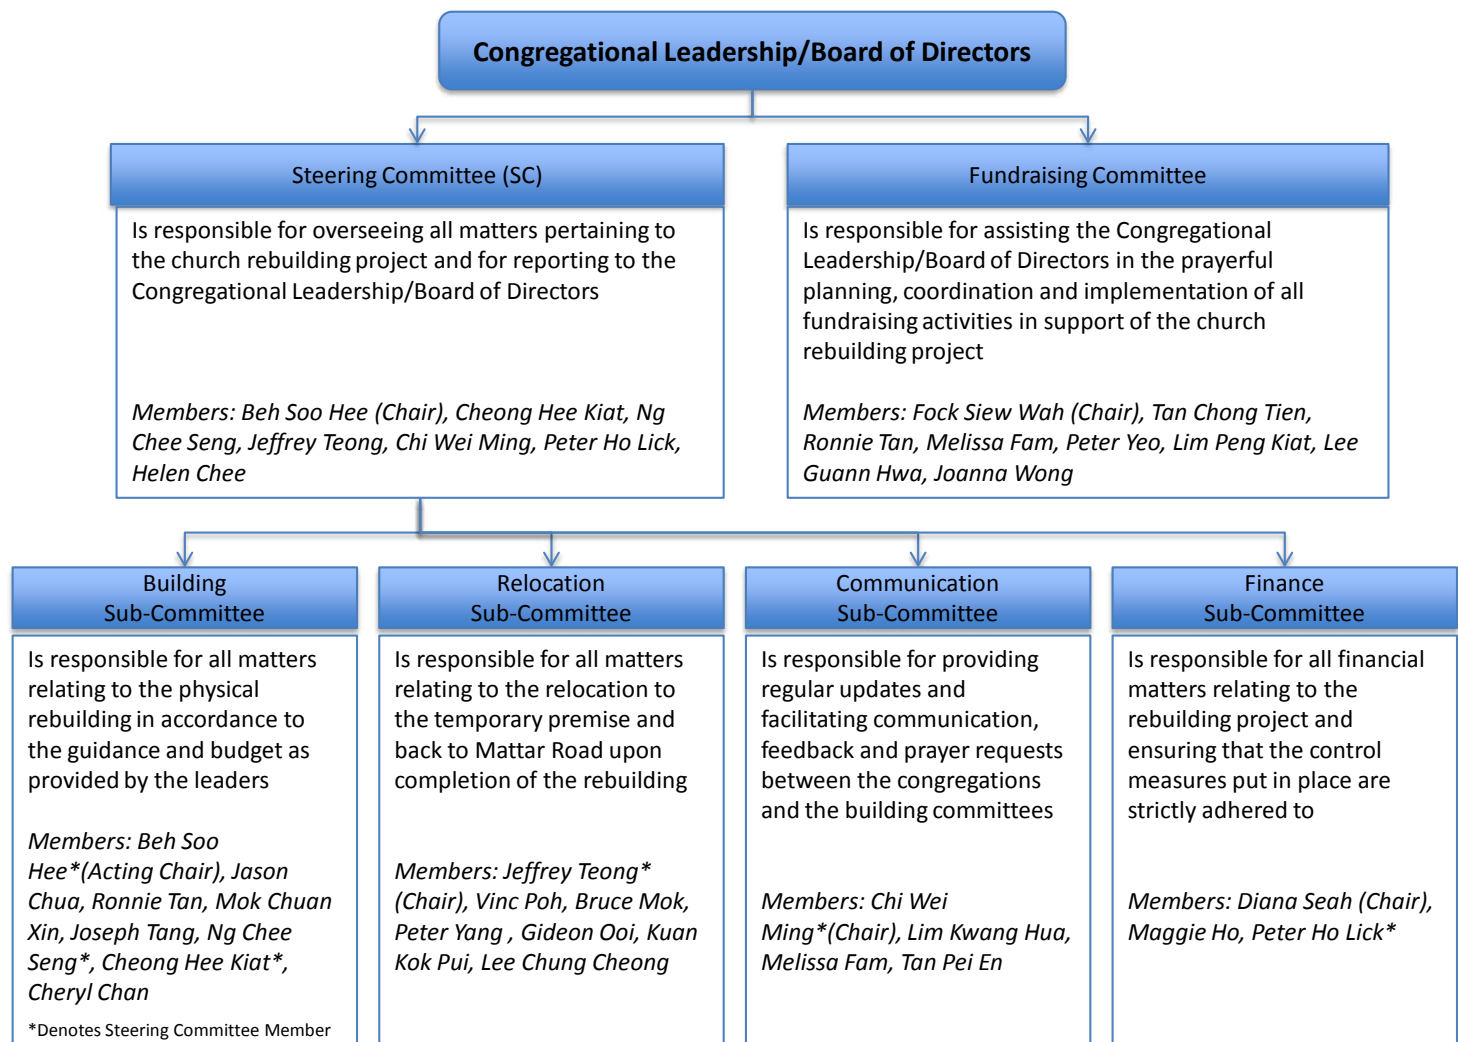 Congregational Leadership/Board of Directors
Steering Committee (SC)
Is responsible for overseeing all matters pertaining to
the church rebuilding project and for reporting to the
Congregational Leadership/Board of Directors
Members: Beh Soo Hee (Chair), Cheong Hee Kiat, Ng
Chee Seng, Jeffrey Teong, Chi Wei Ming, Peter Ho Lick,
Helen Chee
Fundraising Committee
Is responsible for assisting the Congregational
Leadership/Board of Directors in the prayerful
planning, coordination and implementation of all
fundraising activities in support of the church
rebuilding project
Members: Fock Siew Wah (Chair), Tan Chong Tien,
Ronnie Tan, Melissa Fam, Peter Yeo, Lim Peng Kiat, Lee
Guann Hwa, Joanna Wong
Building
Sub-Committee
Is responsible for all matters
relating to the physical
rebuilding in accordance to
the guidance and budget as
provided by the leaders
Members: Beh Soo
Hee*(Acting Chair), Jason
Chua, Ronnie Tan, Mok Chuan
Xin, Joseph Tang, Ng Chee
Seng*, Cheong Hee Kiat*,
Cheryl Chan
*Denotes Steering Committee Member
Relocation
Sub-Committee
Is responsible for all matters
relating to the relocation to
the temporary premise and
back to Mattar Road upon
completion of the rebuilding
Members: Jeffrey Teong*
(Chair), Vinc Poh, Bruce Mok,
Peter Yang , Gideon Ooi, Kuan
Kok Pui, Lee Chung Cheong
Communication
Sub-Committee
Is responsible for providing
regular updates and
facilitating communication,
feedback and prayer requests
between the congregations
and the building committees
Members: Chi Wei
Ming*(Chair), Lim Kwang Hua,
Melissa Fam, Tan Pei En
Finance
Sub-Committee
Is responsible for all financial
matters relating to the
rebuilding project and
ensuring that the control
measures put in place are
strictly adhered to
Members: Diana Seah (Chair),
Maggie Ho, Peter Ho Lick*